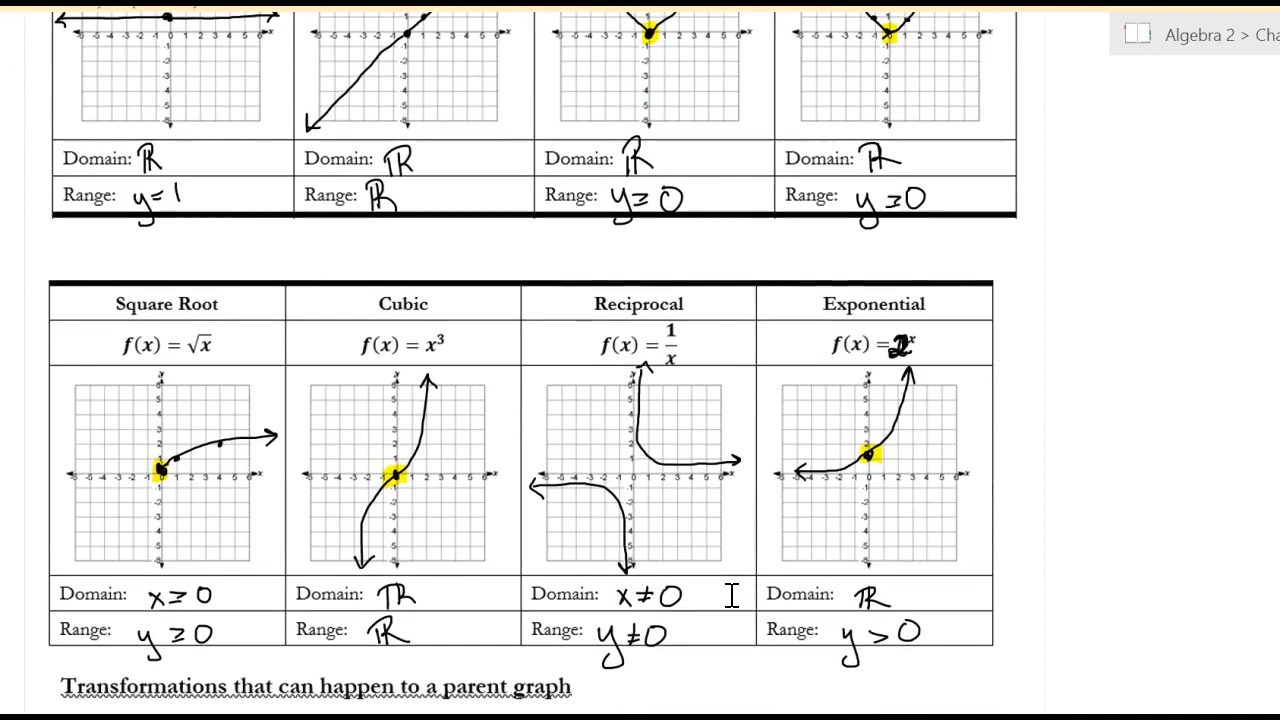 Algebra 2 > Cha
Domain: ℝ Domain: ℝ Domain: ℝ Domain: ℝ
Range: y = 1 Range: ℝ Range: y ≥ 0 Range: y ≥ 0
Square Root Cubic Reciprocal Exponential
f(x) = √x f(x) = x³ f(x) = 1/x f(x) = 2ˣ
Domain: x ≥ 0 Domain: ℝ Domain: x ≠ 0 Domain: ℝ
Range: y ≥ 0 Range: ℝ Range: y ≠ 0 Range: y > 0
Transformations that can happen to a parent graph